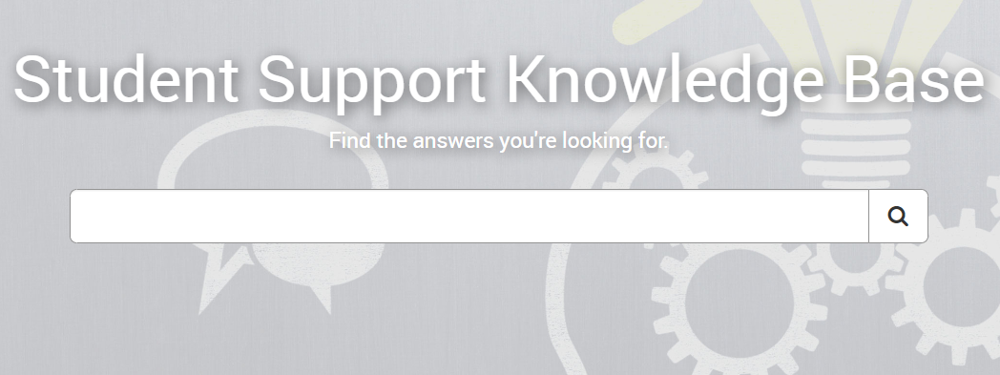 Student Support Knowledge Base
Find the answers you're looking for.